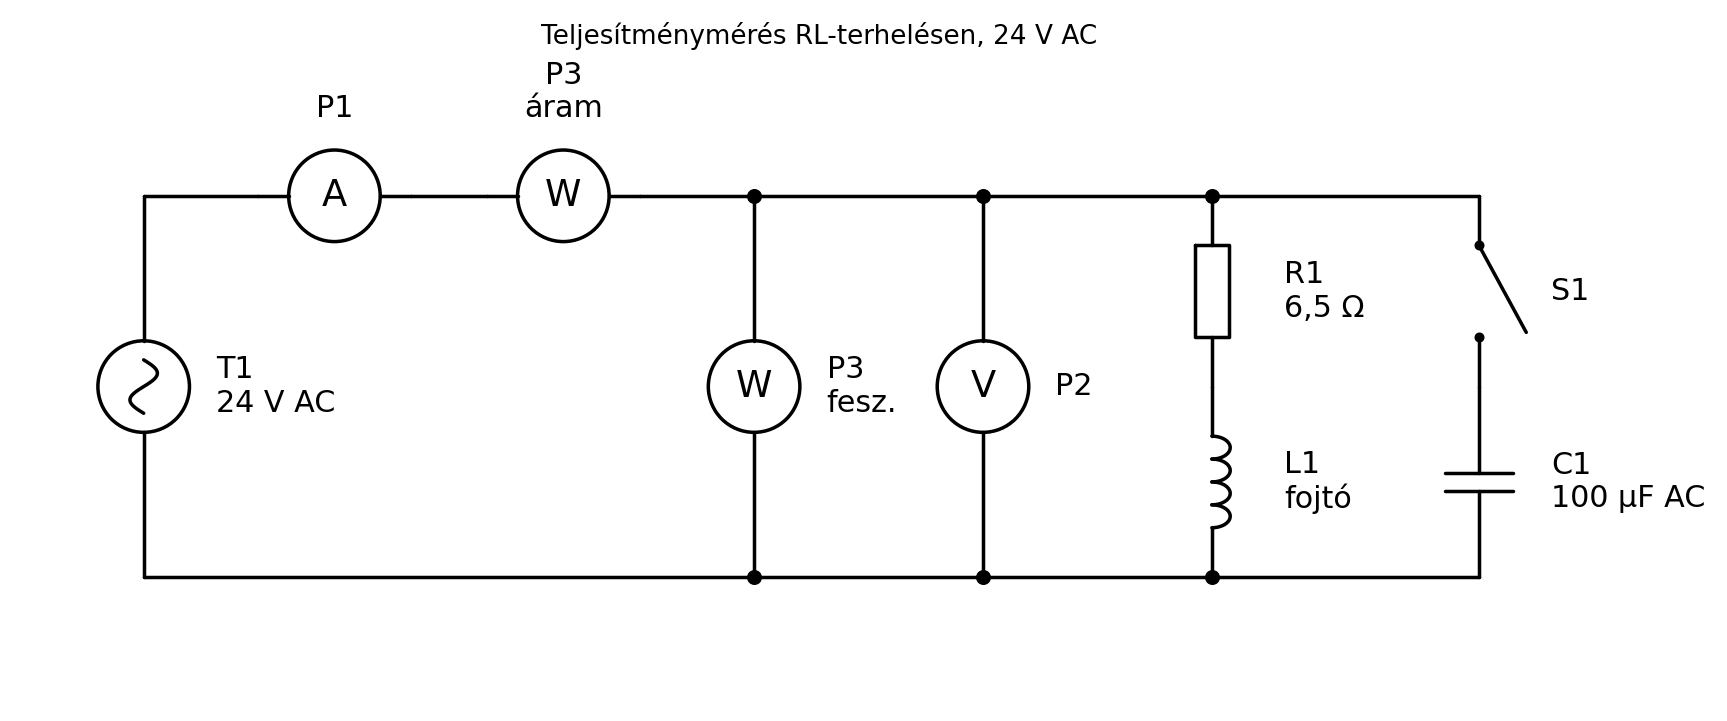 Teljesítménymérés RL-terhelésen, 24 V AC
P1
P3
áram
A
W
T1
24 V AC
W
P3
fesz.
V
P2
R1
6,5 Ω
S1
L1
fojtó
C1
100 µF AC